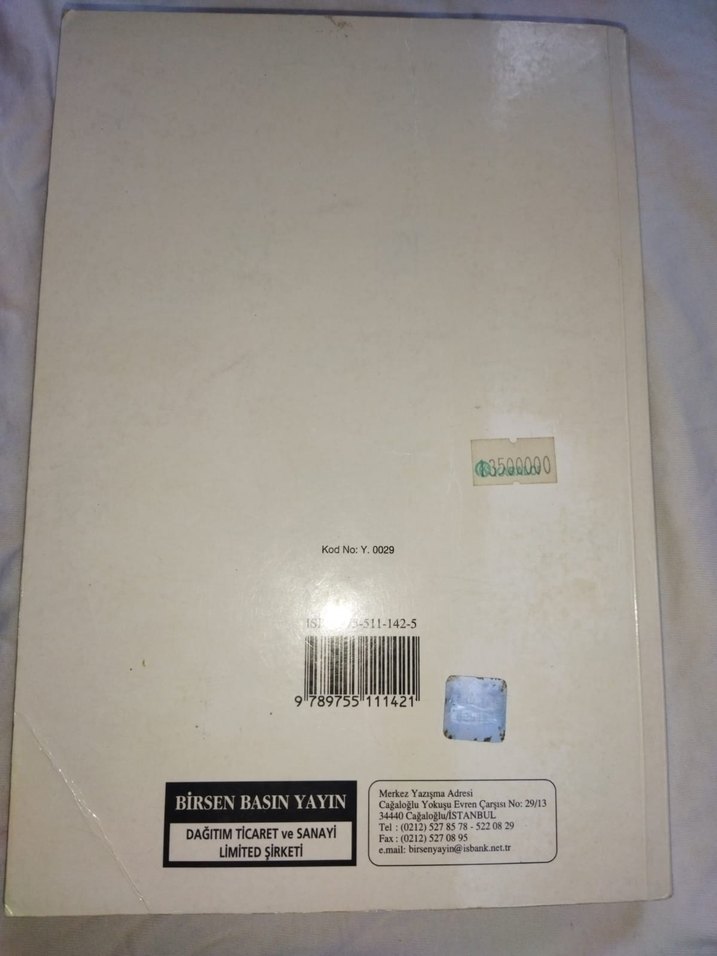 13500000
Kod No: Y. 0029
5-511-142-5
9 789755 111421
BİRSEN BASIN YAYIN
DAĞITIM TİCARET ve SANAYİ
LİMİTED ŞİRKETİ
Merkez Yazışma Adresi
Cağaloğlu Yokuşu Evren Çarşısı No: 29/13
34440 Cağaloğlu/İSTANBUL
Tel : (0212) 527 85 78 - 522 08 29
Fax : (0212) 527 08 95
e.mail: birsenyayin@isbank.net.tr